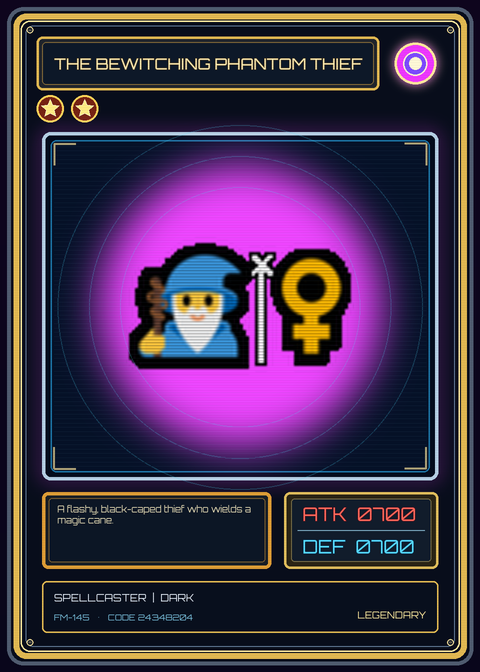 THE BEWITCHING PHANTOM THIEF
A flashy, black-caped thief who wields a
magic cane.
ATK 0700
DEF 0700
SPELLCASTER | DARK
FM-145 · CODE 24348204
LEGENDARY